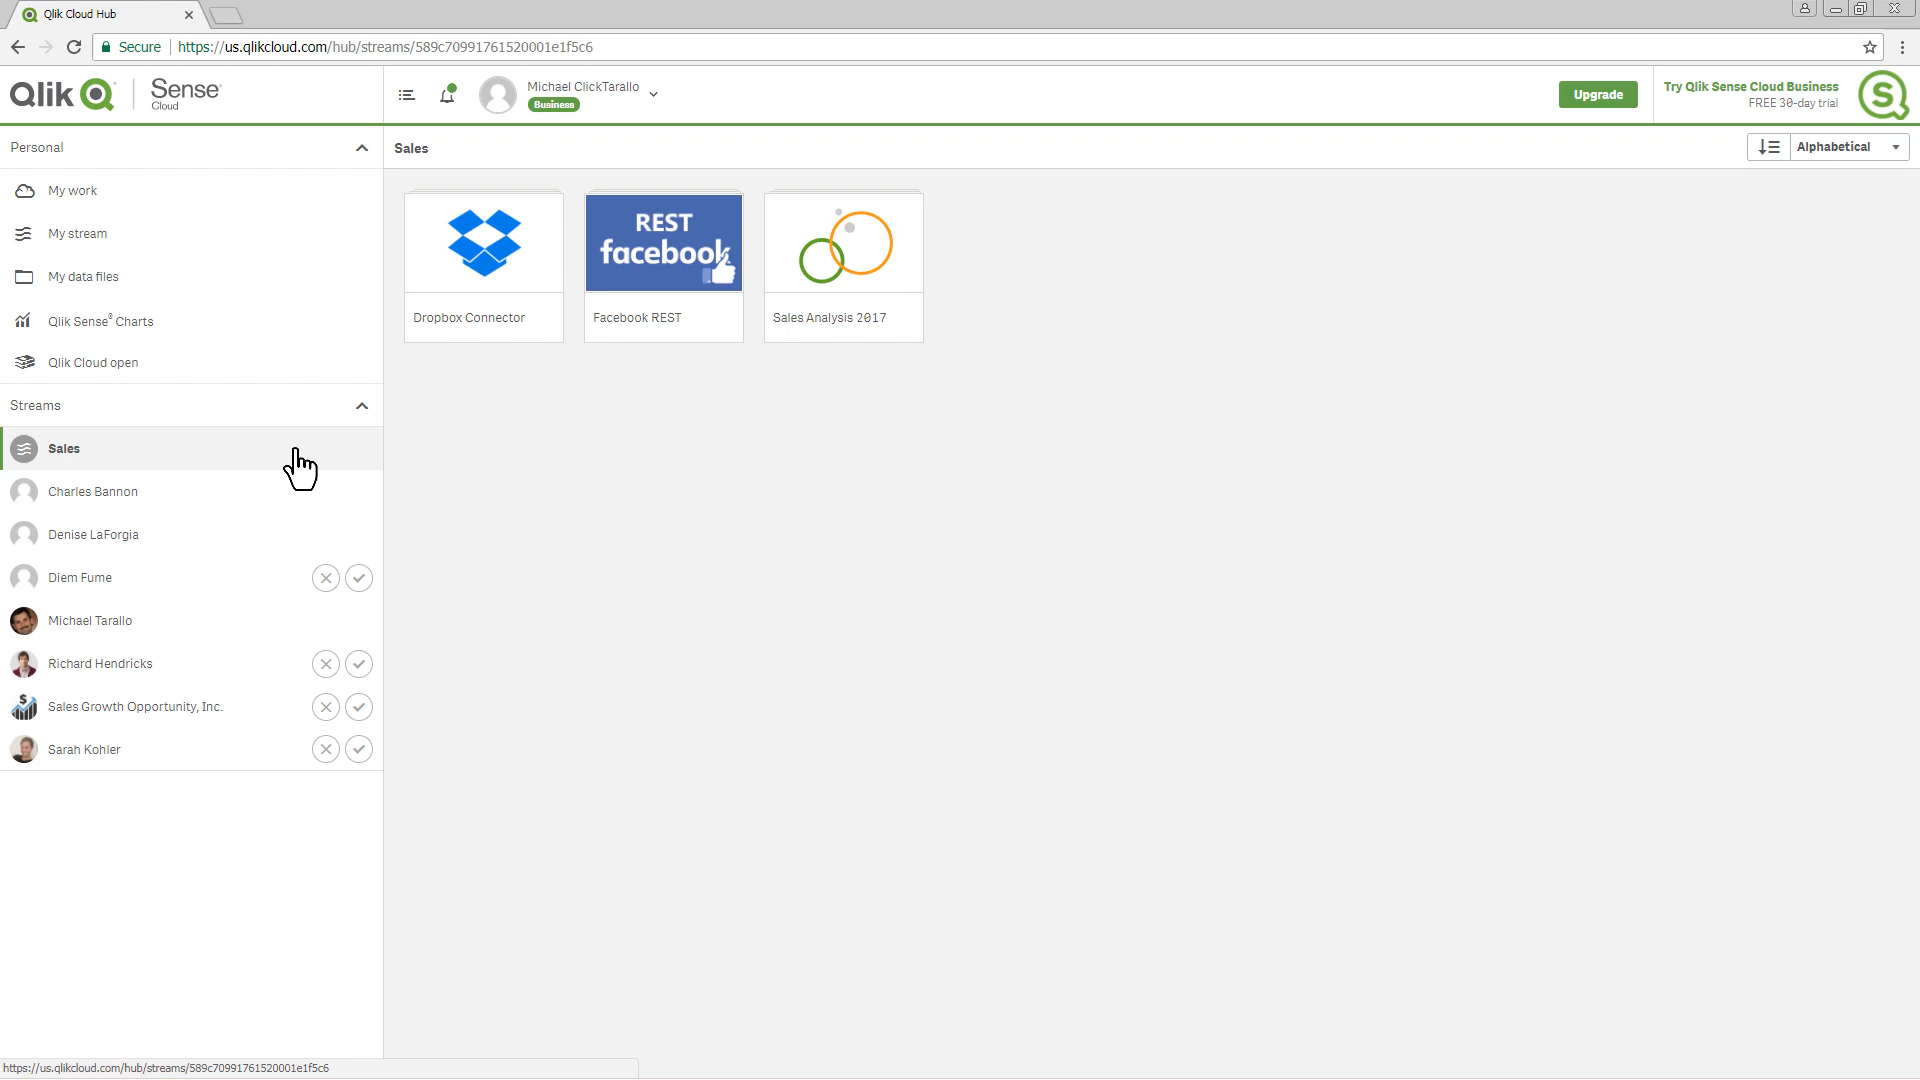 Qlik Cloud Hub
Secure
https://us.qlikcloud.com/hub/streams/589c70991761520001e1f5c6
Qlik
Sense®
Cloud
Michael ClickTarallo
Business
Upgrade
Try Qlik Sense Cloud Business
FREE 30-day trial
S
Personal
My work
My stream
My data files
Qlik Sense® Charts
Qlik Cloud open
Streams
Sales
Charles Bannon
Denise LaForgia
Diem Fume
Michael Tarallo
Richard Hendricks
Sales Growth Opportunity, Inc.
Sarah Kohler
Sales
Alphabetical
REST
facebook
Dropbox Connector
Facebook REST
Sales Analysis 2017
https://us.qlikcloud.com/hub/streams/589c70991761520001e1f5c6